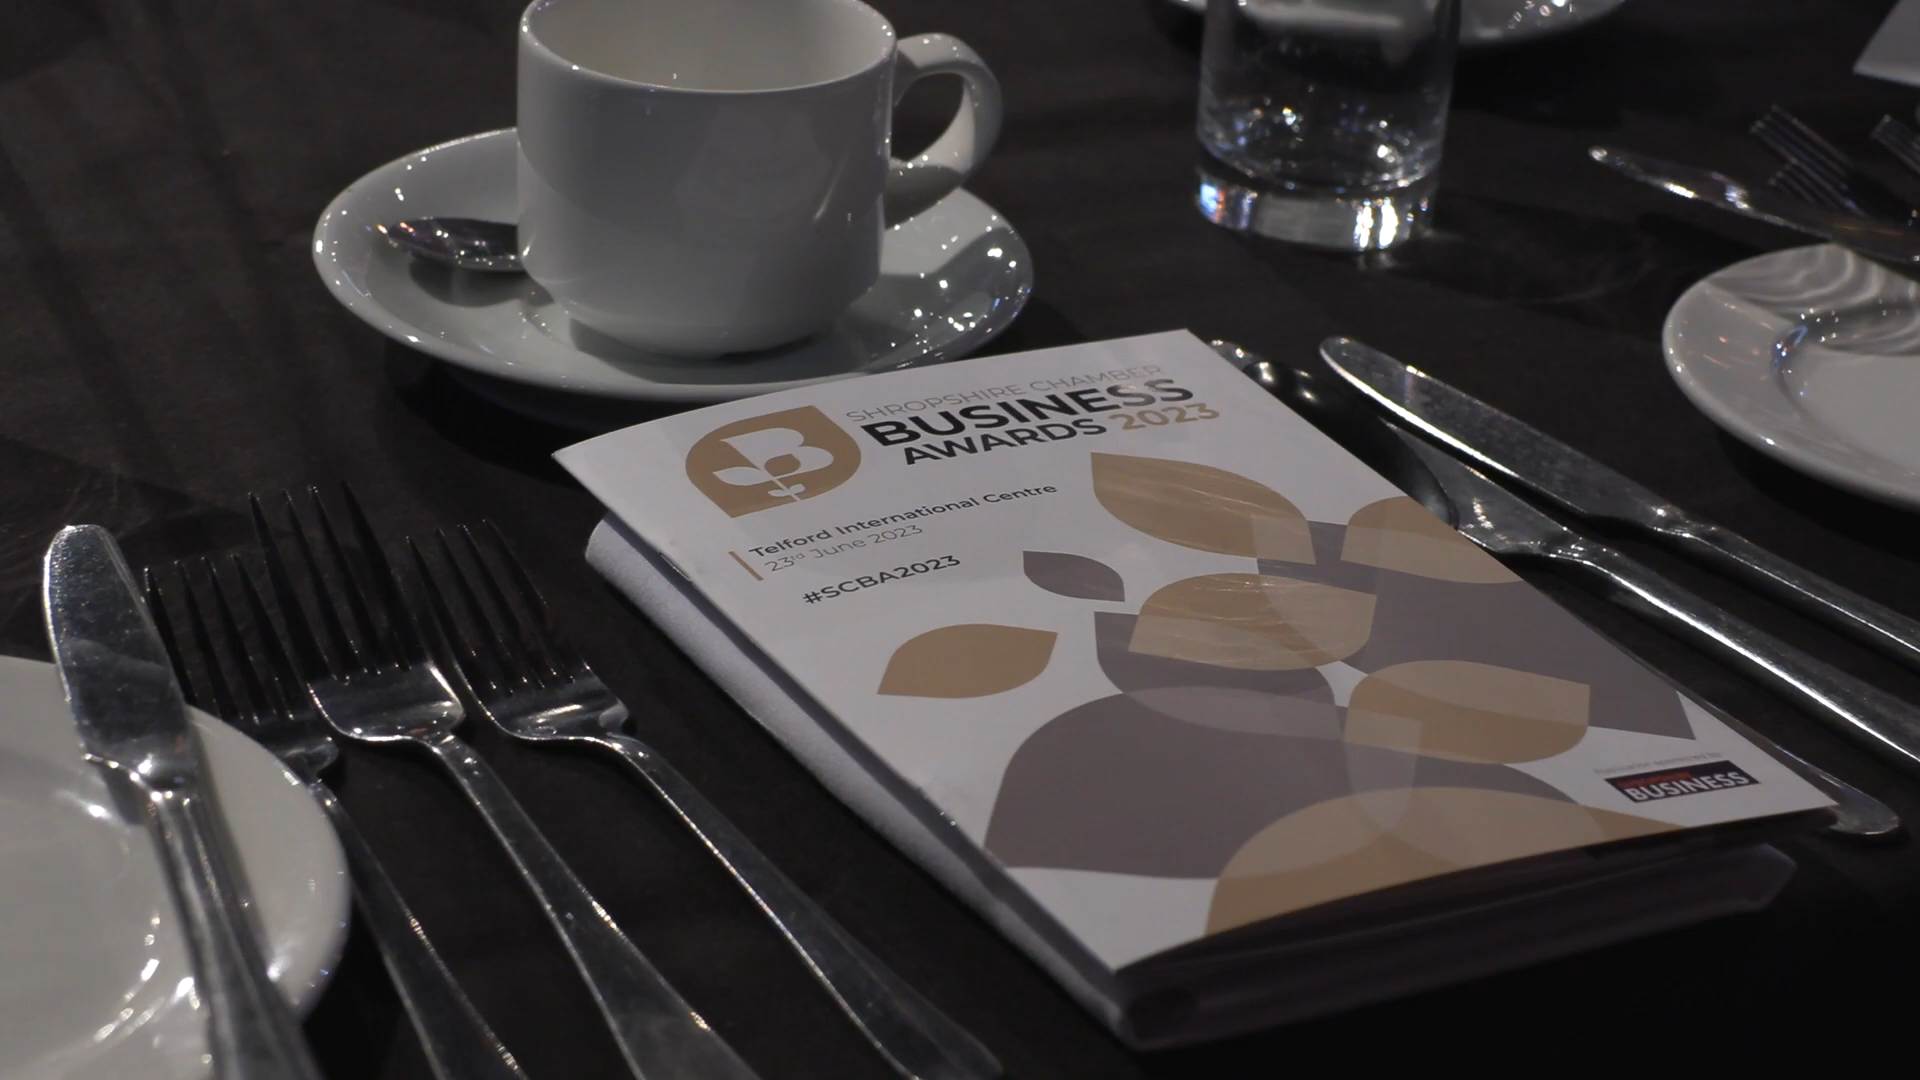 SHROPSHIRE CHAMBER
BUSINESS
AWARDS 2023
Telford International Centre
23rd June 2023
#SCBA2023
BUSINESS